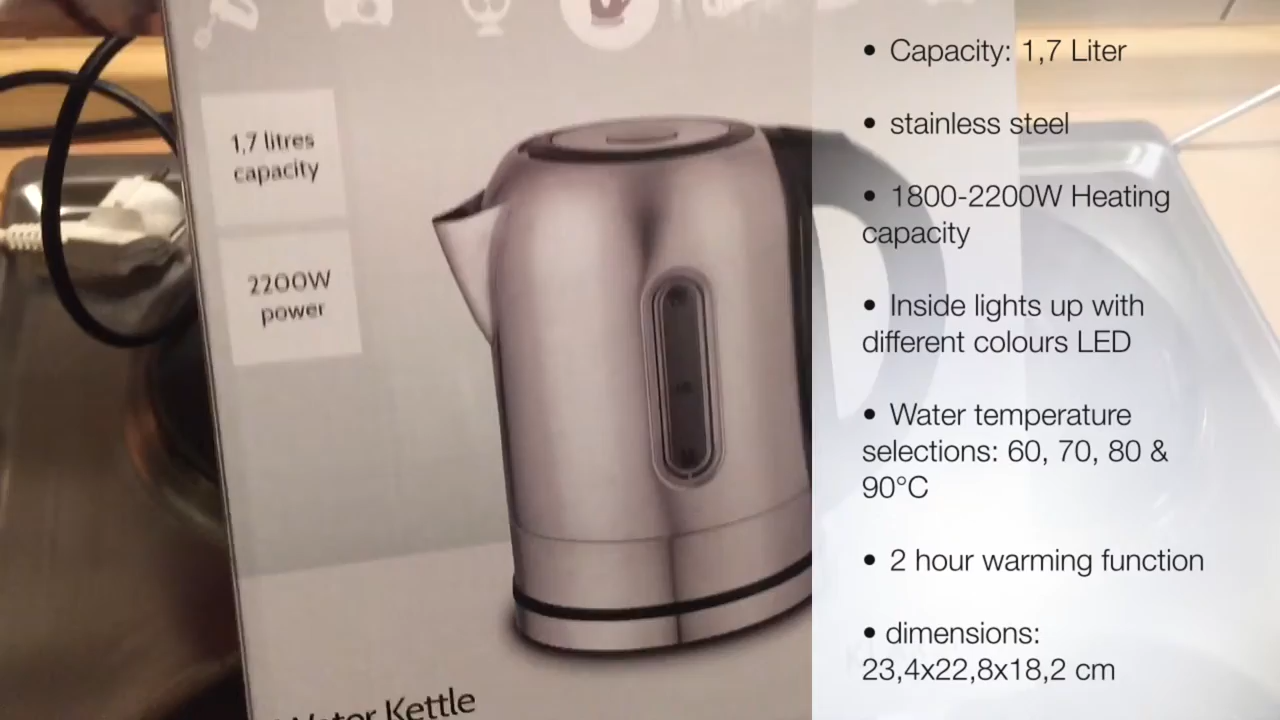 1,7 litres
capacity
2200W
power
Water Kettle
• Capacity: 1,7 Liter
• stainless steel
• 1800-2200W Heating
capacity
• Inside lights up with
different colours LED
• Water temperature
selections: 60, 70, 80 &
90°C
• 2 hour warming function
• dimensions:
23,4x22,8x18,2 cm